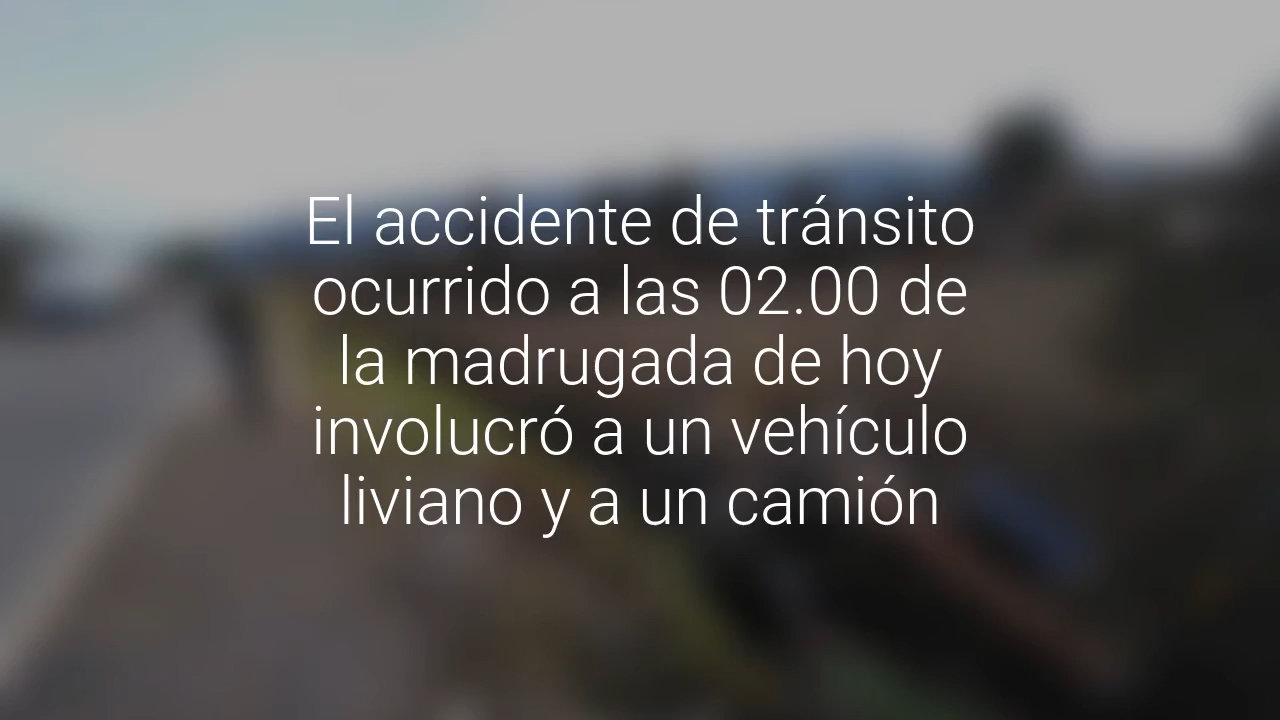 El accidente de tránsito
ocurrido a las 02.00 de
la madrugada de hoy
involucró a un vehículo
liviano y a un camión